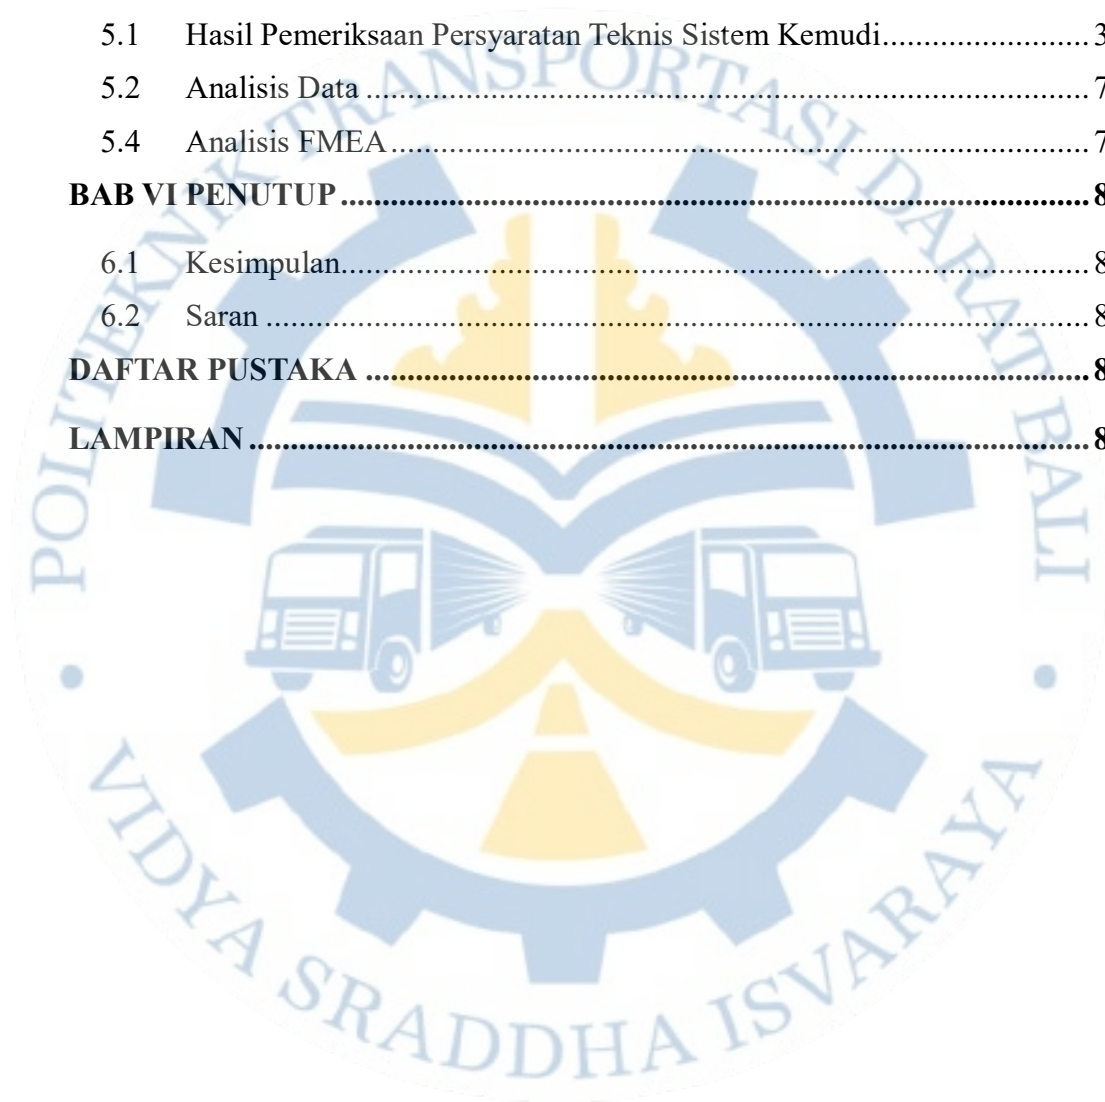 5.1 Hasil Pemeriksaan Persyaratan Teknis Sistem Kemudi.......................... 3
5.2 Analisis Data ............................................................................................ 7
5.4 Analisis FMEA......................................................................................... 7
BAB VI PENUTUP ............................................................................................... 8
6.1 Kesimpulan............................................................................................... 8
6.2 Saran ......................................................................................................... 8
DAFTAR PUSTAKA ............................................................................................ 8
LAMPIRAN ........................................................................................................... 8
POLITEKNIK TRANSPORTASI DARAT BALI
VIDYA SRADDHA ISVARAYA